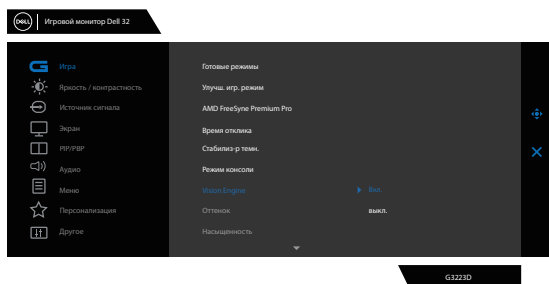 DELL
Игровой монитор Dell 32
Игра
Яркость / контрастность
Источник сигнала
Экран
PIP/PBP
Аудио
Меню
Персонализация
Другое
Готовые режимы
Улучш. игр. режим
AMD FreeSync Premium Pro
Время отклика
Стабилиз-р темн.
Режим консоли
Vision Engine
Вкл.
Оттенок
выкл.
Насыщенность
G3223D